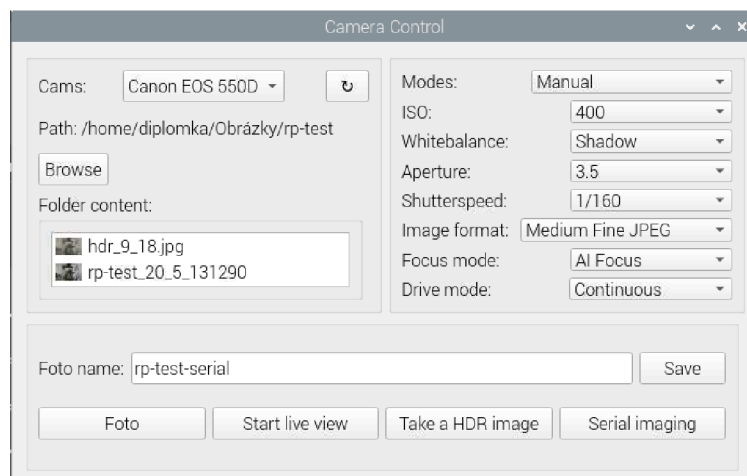 Camera Control
Cams: Canon EOS 550D
Path: /home/diplomka/Obrázky/rp-test
Browse
Folder content:
hdr_9_18.jpg
rp-test_20_5_131290
Modes: Manual
ISO: 400
Whitebalance: Shadow
Aperture: 3.5
Shutterspeed: 1/160
Image format: Medium Fine JPEG
Focus mode: AI Focus
Drive mode: Continuous
Foto name: rp-test-serial Save
Foto Start live view Take a HDR image Serial imaging